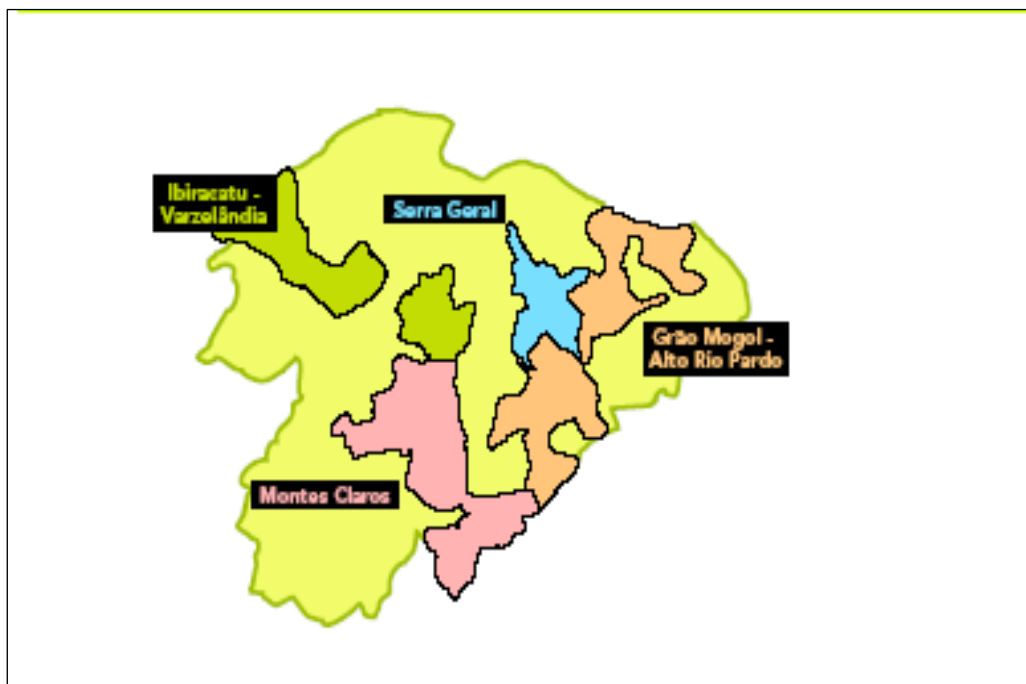 Ibiracatu -
Varzelândia
Serra Geral
Grão Mogol -
Alto Rio Pardo
Montes Claros